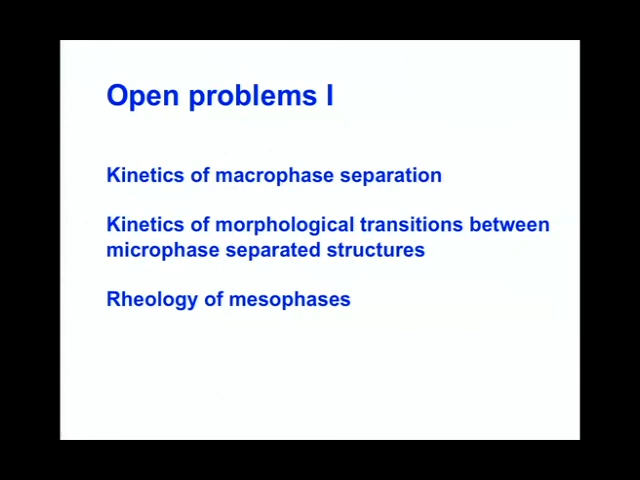 Open problems I
Kinetics of macrophase separation
Kinetics of morphological transitions between
microphase separated structures
Rheology of mesophases